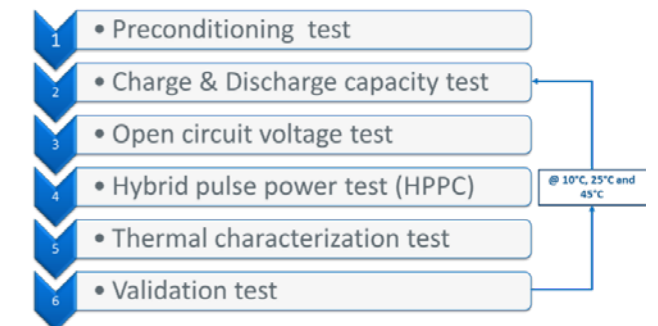 1
• Preconditioning test
2
• Charge & Discharge capacity test
3
• Open circuit voltage test
4
• Hybrid pulse power test (HPPC)
@ 10°C, 25°C and
45°C
5
• Thermal characterization test
6
• Validation test